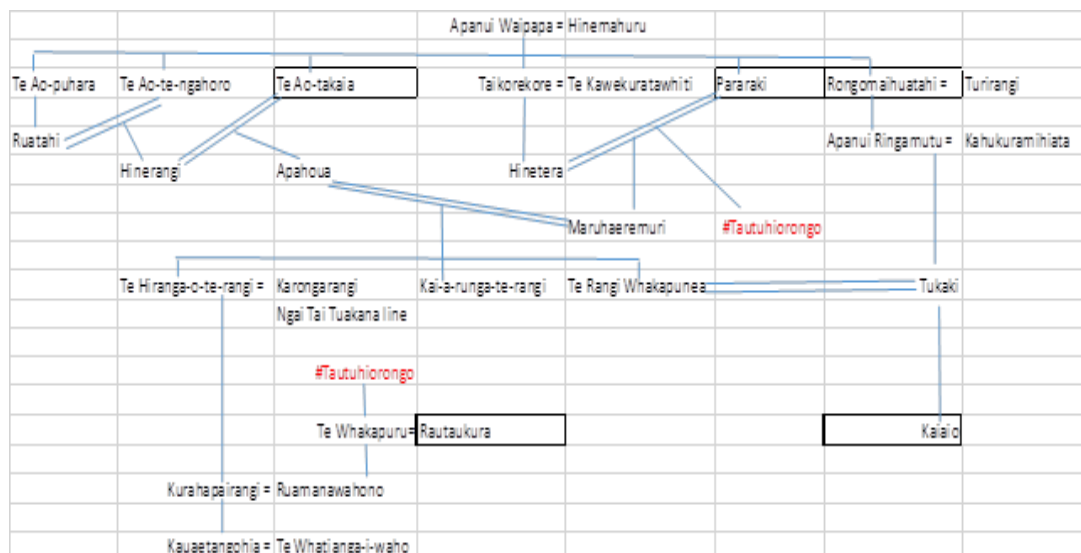 Apanui Waipapa = Hinemahuru
Te Ao-puhara Te Ao-te-ngahoro Te Ao-takaia Taikorekore = Te Kawekuratawhiti Pararaki Rongomaihuatahi = Turirangi
Ruatahi Apanui Ringamutu = Kahukuramihiata
Hinerangi Apahoua Hinetera
Maruhaeremuri #Tautuhiorongo
Te Hiranga-o-te-rangi = Karongarangi Kai-a-runga-te-rangi Te Rangi Whakapunea Tukaki
Ngai Tai Tuakana line
#Tautuhiorongo
Te Whakapuru= Rautaukura Kaiaio
Kurahapairangi = Ruamanawahono
Kauaetangohia = Te Whatianga-i-waho